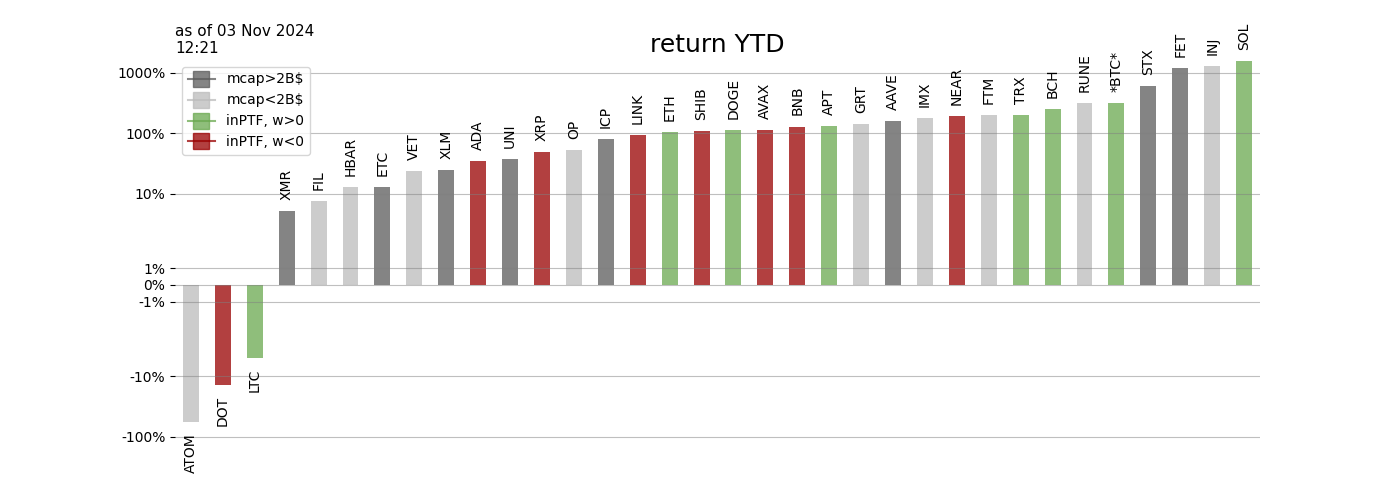 as of 03 Nov 2024
12:21
return YTD
mcap>2B$
mcap<2B$
inPTF, w>0
inPTF, w<0
1000%
100%
10%
1%
0%
-1%
-10%
-100%
ATOM
DOT
LTC
XMR
FIL
HBAR
ETC
VET
XLM
ADA
UNI
XRP
OP
ICP
LINK
ETH
SHIB
DOGE
AVAX
BNB
APT
GRT
AAVE
IMX
NEAR
FTM
TRX
BCH
RUNE
*BTC*
STX
FET
INJ
SOL